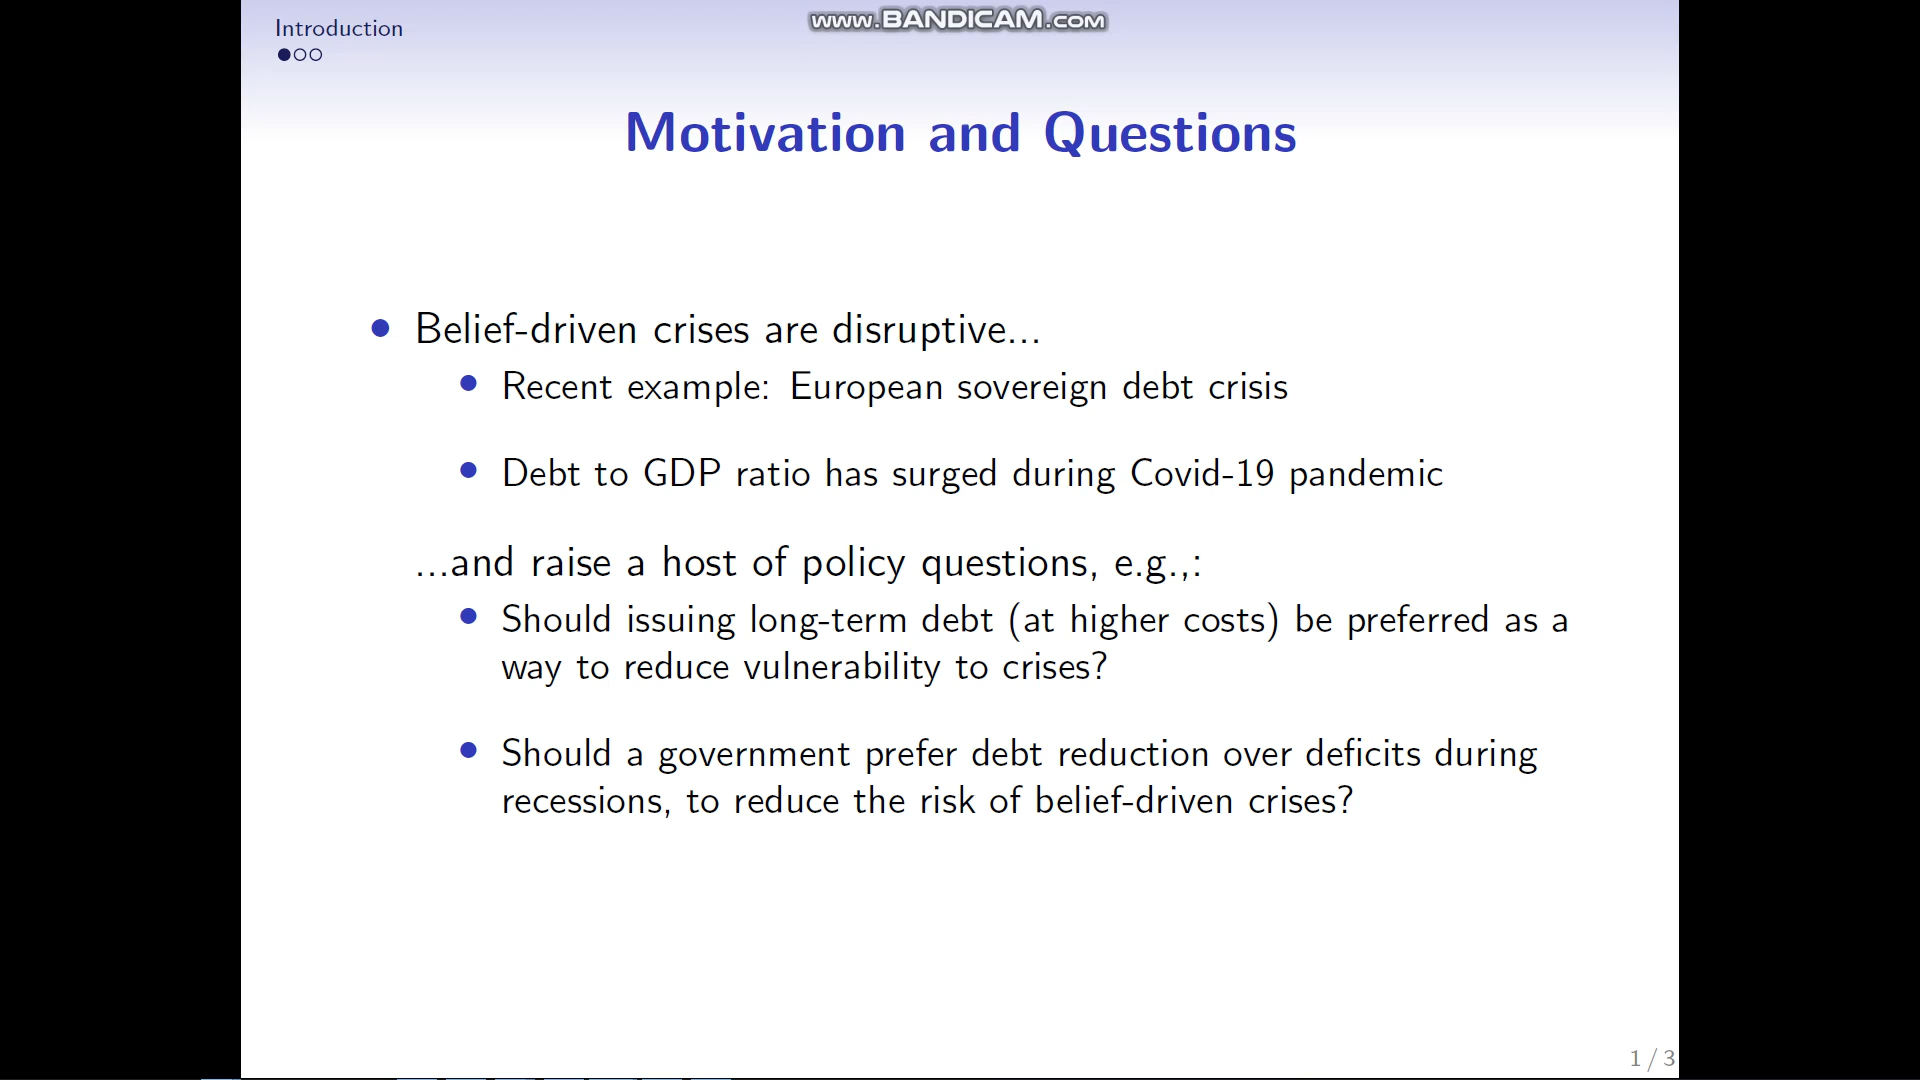 www.BANDICAM.com
Introduction
Motivation and Questions
Belief-driven crises are disruptive...
Recent example: European sovereign debt crisis
Debt to GDP ratio has surged during Covid-19 pandemic
...and raise a host of policy questions, e.g.,:
Should issuing long-term debt (at higher costs) be preferred as a
way to reduce vulnerability to crises?
Should a government prefer debt reduction over deficits during
recessions, to reduce the risk of belief-driven crises?
1 / 3